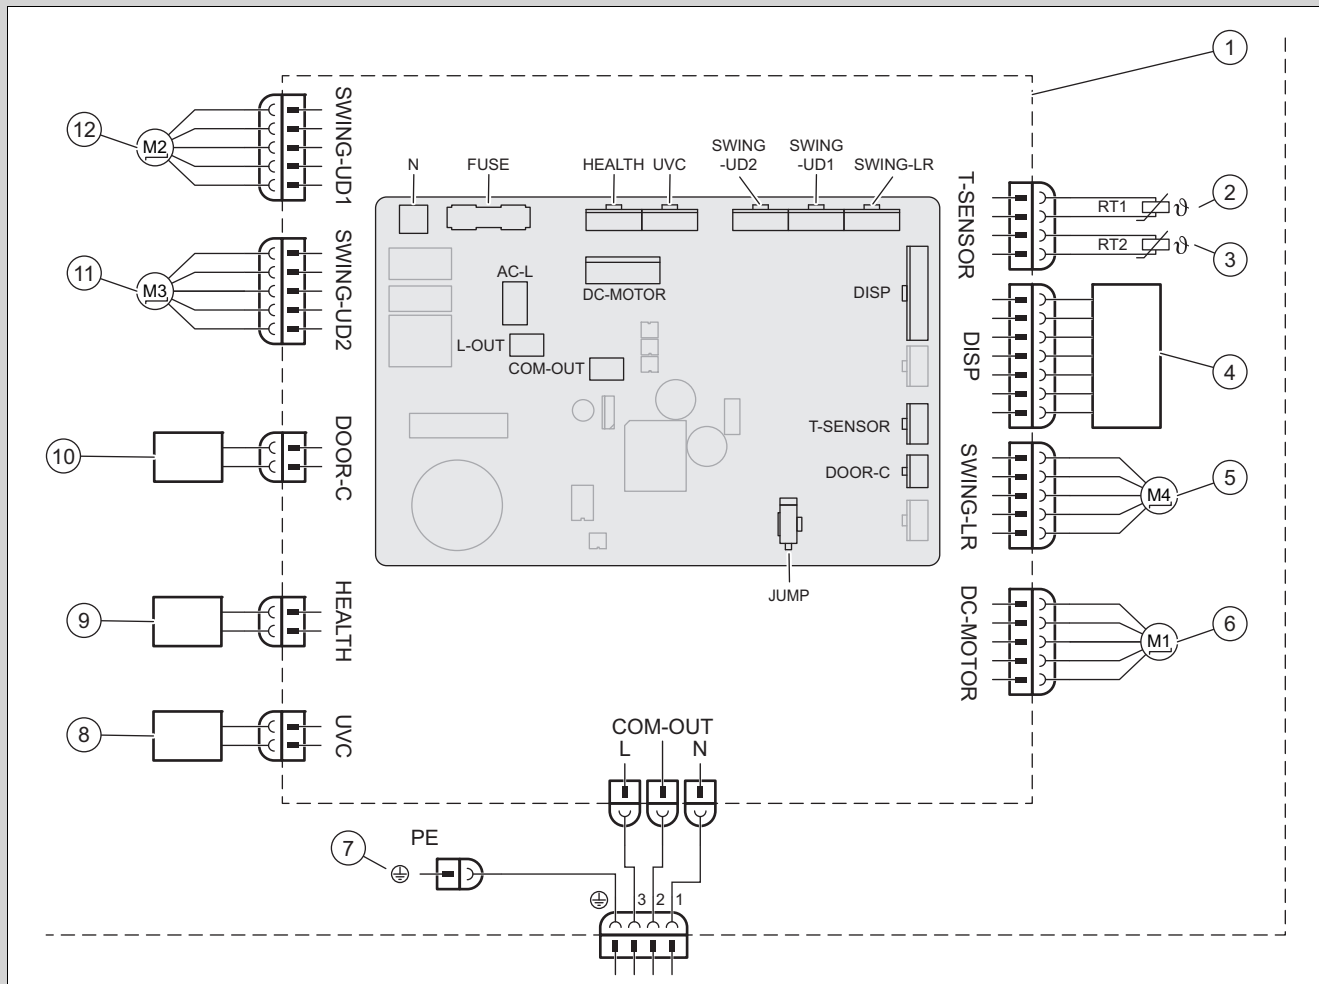 1
12
M2
SWING-UD1
N
FUSE
HEALTH UVC
SWING
-UD2
SWING
-UD1
SWING-LR
T-SENSOR
RT1
ϑ
2
RT2
ϑ
3
11
M3
SWING-UD2
AC-L
DC-MOTOR
DISP
L-OUT
COM-OUT
DISP
4
10
DOOR-C
T-SENSOR
DOOR-C
SWING-LR
M4
5
JUMP
9
HEALTH
DC-MOTOR
M1
6
8
UVC
COM-OUT
L
N
7
PE
3
2
1